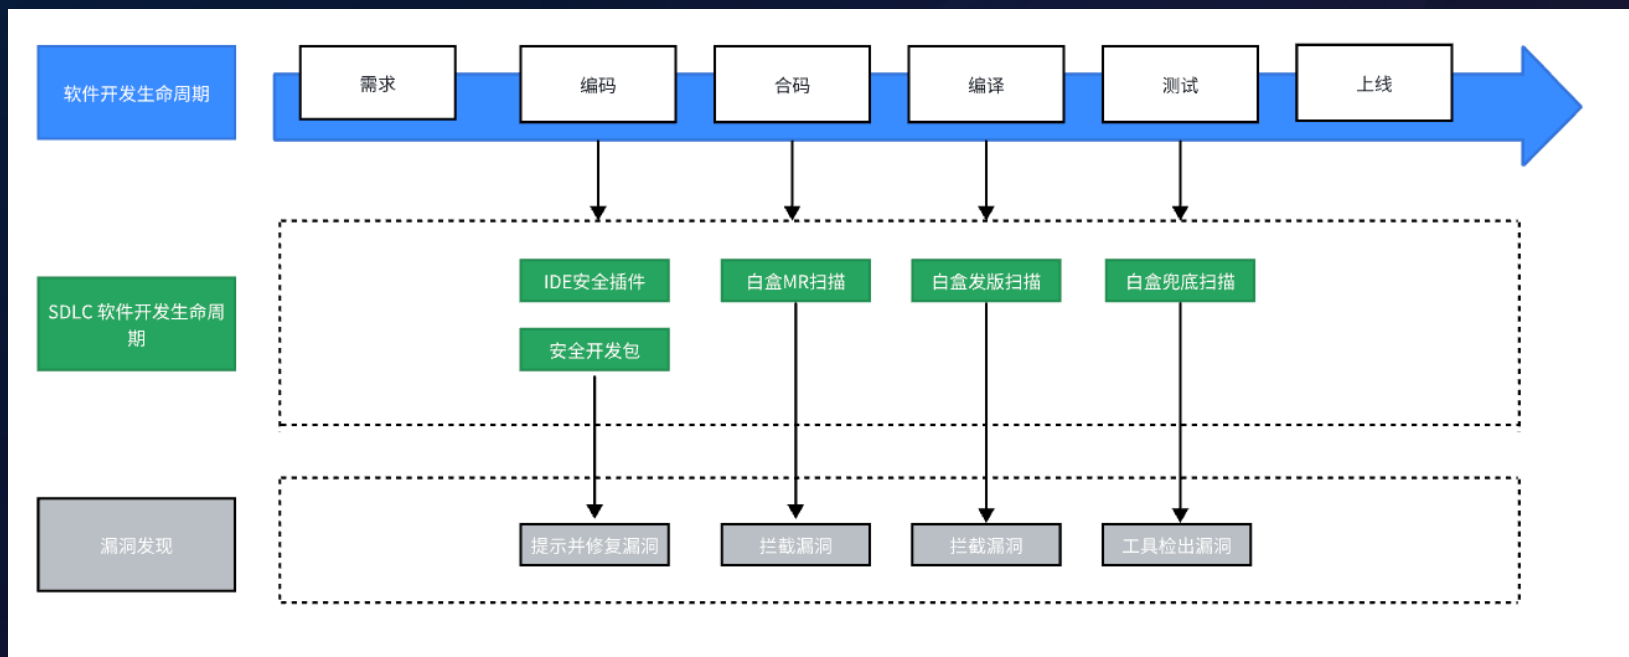 软件开发生命周期
需求
编码
合码
编译
测试
上线
SDLC 软件开发生命周
期
IDE安全插件
白盒MR扫描
白盒发版扫描
白盒兜底扫描
安全开发包
漏洞发现
提示并修复漏洞
拦截漏洞
拦截漏洞
工具检出漏洞